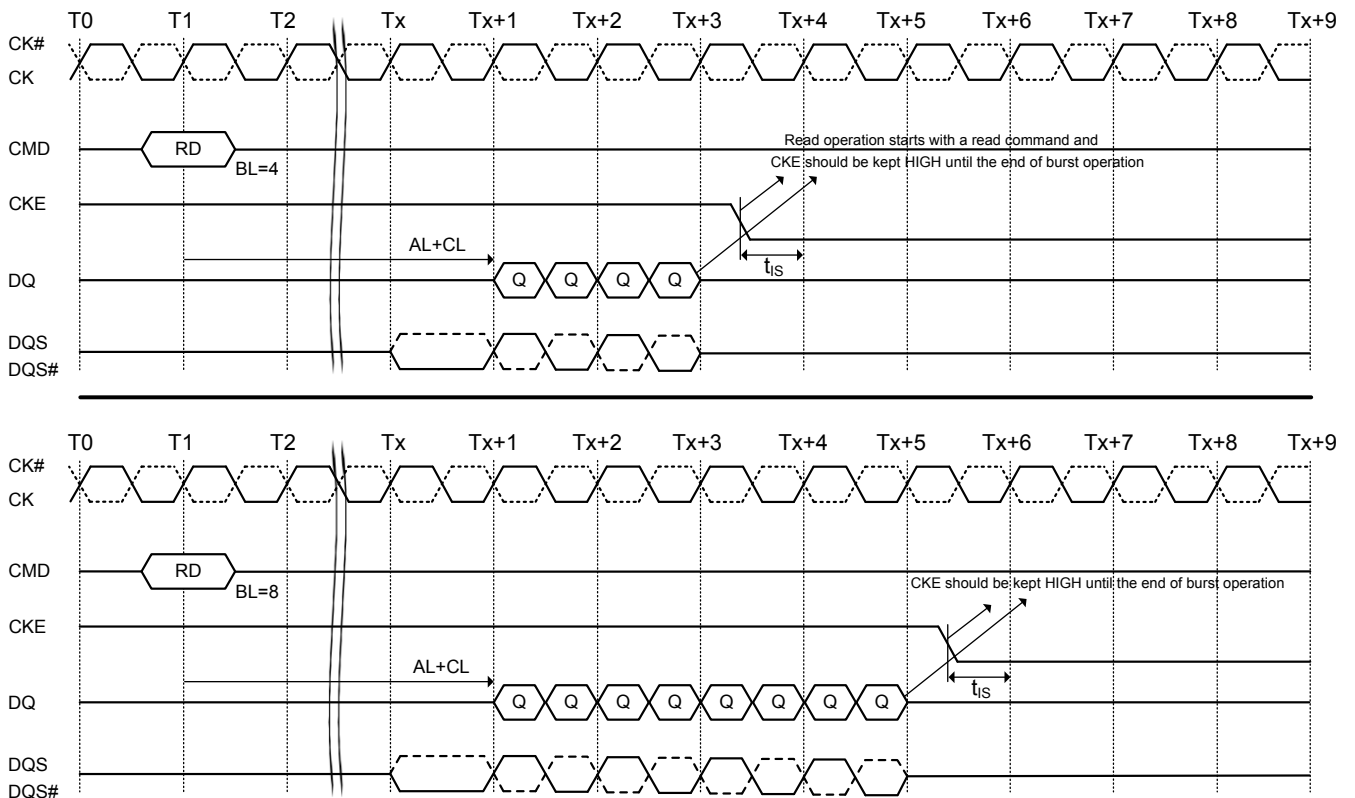 T0 T1 T2 Tx Tx+1 Tx+2 Tx+3 Tx+4 Tx+5 Tx+6 Tx+7 Tx+8 Tx+9
CK#
CK
CMD RD BL=4
Read operation starts with a read command and
CKE should be kept HIGH until the end of burst operation
CKE
AL+CL
tIS
DQ Q Q Q Q
DQS
DQS#
T0 T1 T2 Tx Tx+1 Tx+2 Tx+3 Tx+4 Tx+5 Tx+6 Tx+7 Tx+8 Tx+9
CK#
CK
CMD RD BL=8
CKE should be kept HIGH until the end of burst operation
CKE
AL+CL
tIS
DQ Q Q Q Q Q Q Q Q
DQS
DQS#